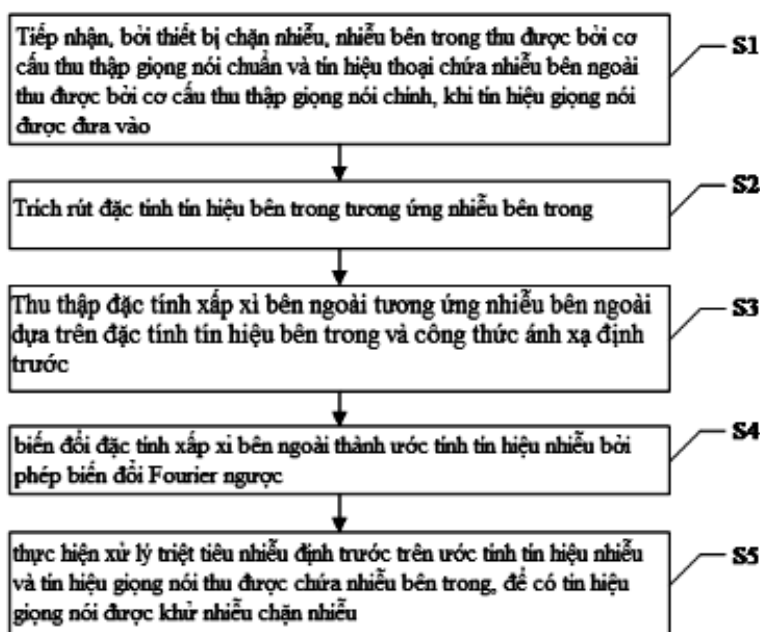 Tiếp nhận, bởi thiết bị chặn nhiễu, nhiễu bên trong thu được bởi cơ
cấu thu thập giọng nói chuẩn và tín hiệu thoại chứa nhiễu bên ngoài
thu được bởi cơ cấu thu thập giọng nói chính, khi tín hiệu giọng nói
được đưa vào
S1
Trích rút đặc tính tín hiệu bên trong tương ứng nhiễu bên trong
S2
Thu thập đặc tính xấp xỉ bên ngoài tương ứng nhiễu bên ngoài
dựa trên đặc tính tín hiệu bên trong và công thức ánh xạ định
trước
S3
biến đổi đặc tính xấp xỉ bên ngoài thành ước tính tín hiệu nhiễu bởi
phép biến đổi Fourier ngược
S4
thực hiện xử lý triệt tiêu nhiễu định trước trên ước tính tín hiệu nhiễu
và tín hiệu giọng nói thu được chứa nhiễu bên trong, để có tín hiệu
giọng nói được khử nhiễu chặn nhiễu
S5